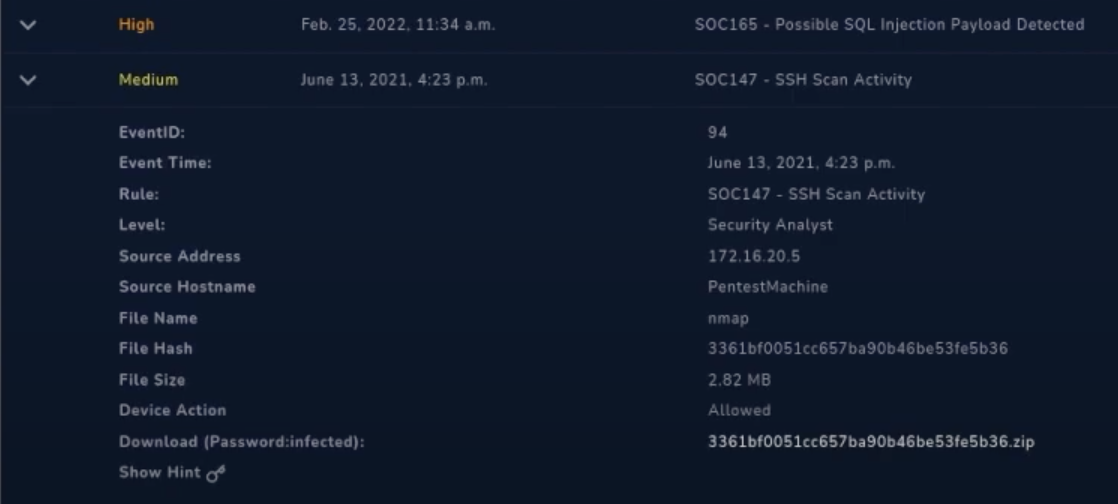 High Feb. 25, 2022, 11:34 a.m. SOC165 - Possible SQL Injection Payload Detected
Medium June 13, 2021, 4:23 p.m. SOC147 - SSH Scan Activity
EventID: 94
Event Time: June 13, 2021, 4:23 p.m.
Rule: SOC147 - SSH Scan Activity
Level: Security Analyst
Source Address 172.16.20.5
Source Hostname PentestMachine
File Name nmap
File Hash 3361bf0051cc657ba90b46be53fe5b36
File Size 2.82 MB
Device Action Allowed
Download (Password:infected): 3361bf0051cc657ba90b46be53fe5b36.zip
Show Hint